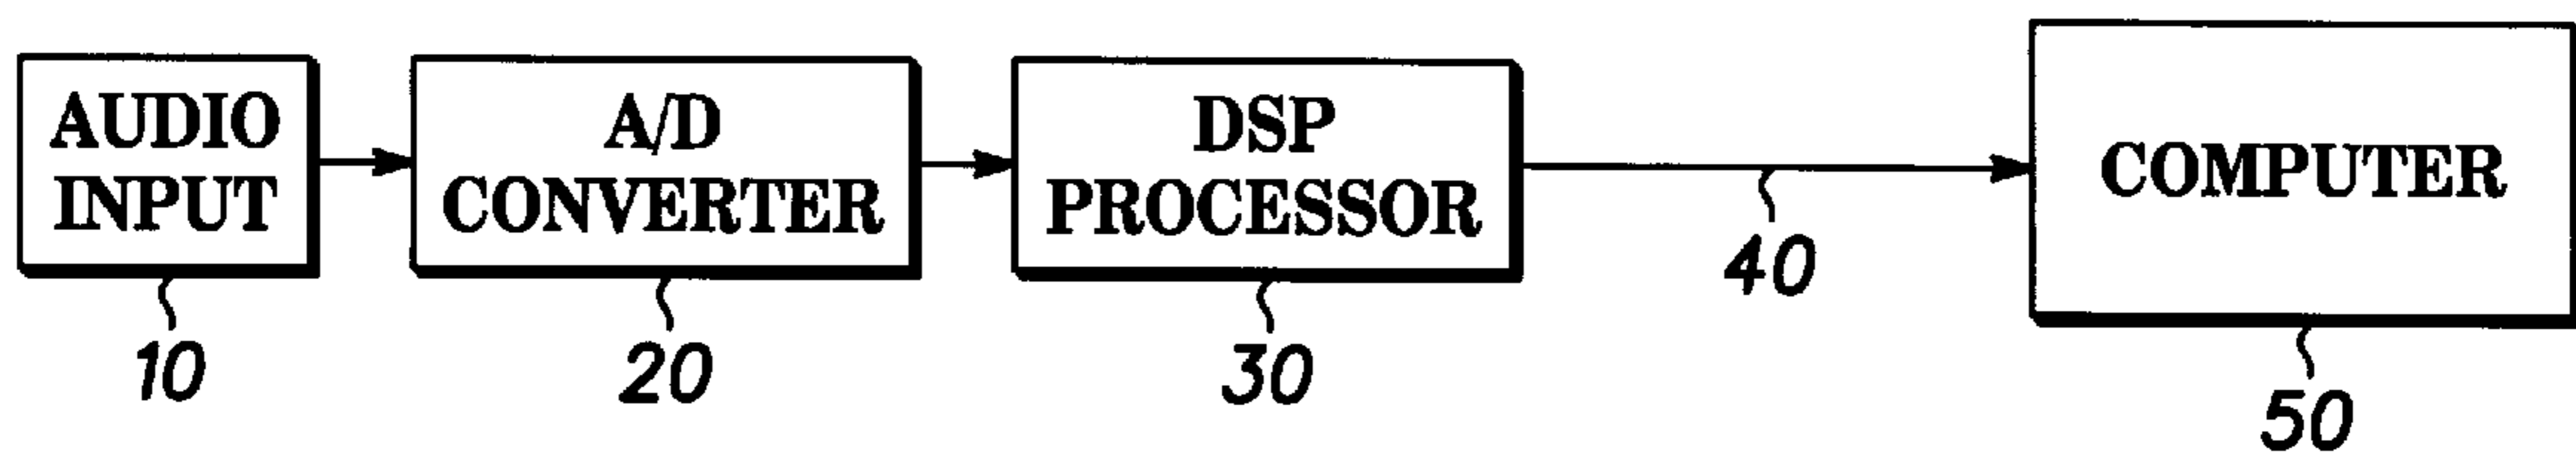 AUDIO
INPUT
A/D
CONVERTER
DSP
PROCESSOR
COMPUTER
10
20
30
40
50